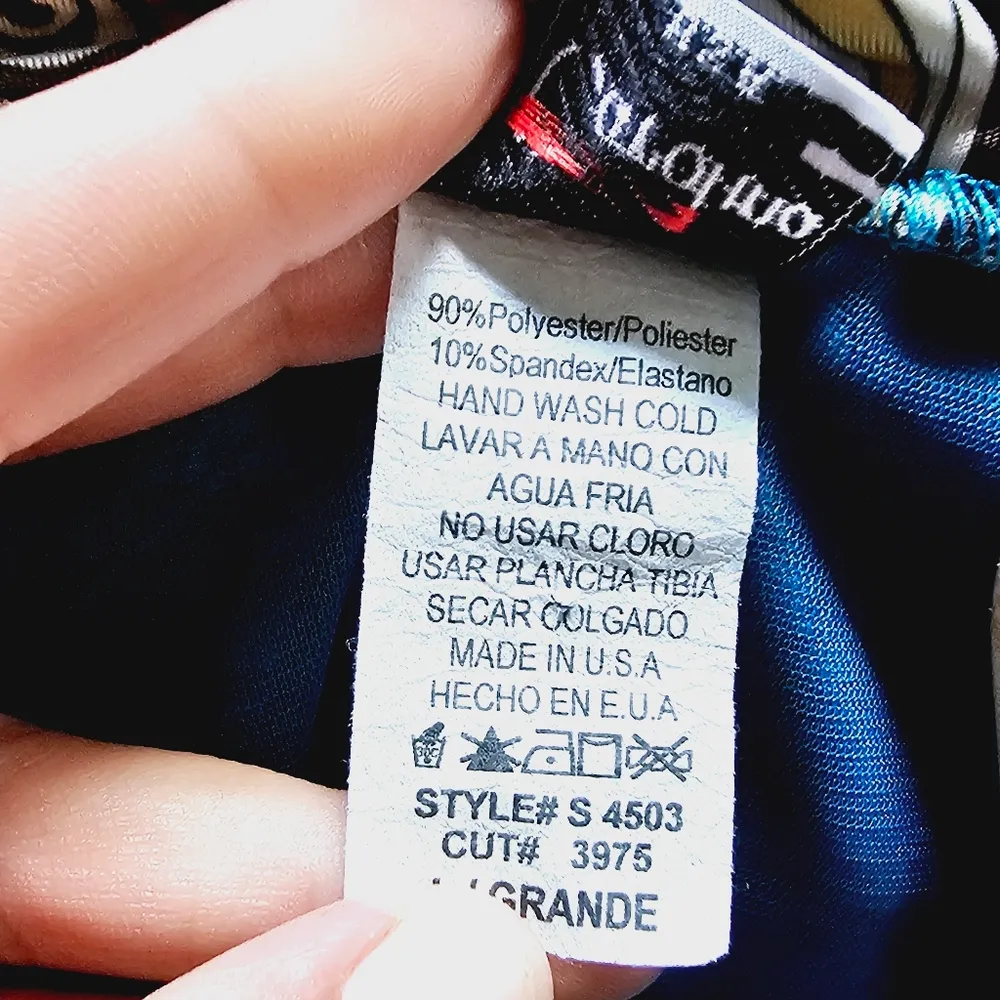 90%Polyester/Poliester
10%Spandex/Elastano
HAND WASH COLD
LAVAR A MANO CON
AGUA FRIA
NO USAR CLORO
USAR PLANCHA TIBIA
SECAR COLGADO
MADE IN U.S.A
HECHO EN E.U.A
30C
STYLE# S 4503
CUT# 3975
GRANDE